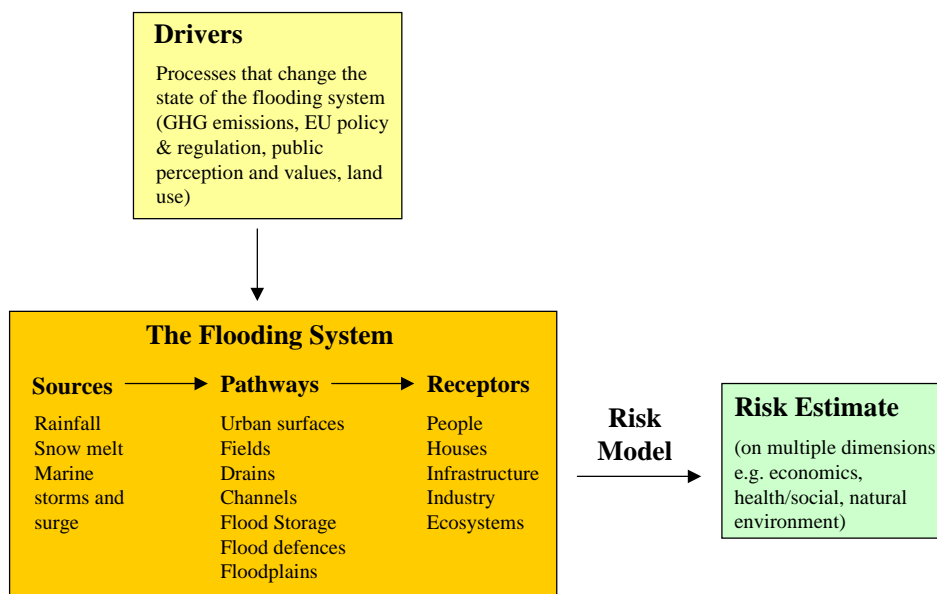 Drivers
Processes that change the
state of the flooding system
(GHG emissions, EU policy
& regulation, public
perception and values, land
use)
The Flooding System
Sources
Rainfall
Snow melt
Marine
storms and
surge
Pathways
Urban surfaces
Fields
Drains
Channels
Flood Storage
Flood defences
Floodplains
Receptors
People
Houses
Infrastructure
Industry
Ecosystems
Risk
Model
Risk Estimate
(on multiple dimensions
e.g. economics,
health/social, natural
environment)